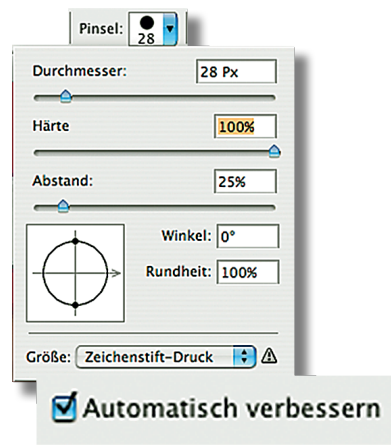 Pinsel: 28
Durchmesser: 28 Px
Härte 100%
Abstand: 25%
Winkel: 0°
Rundheit: 100%
Größe: Zeichenstift-Druck
Automatisch verbessern